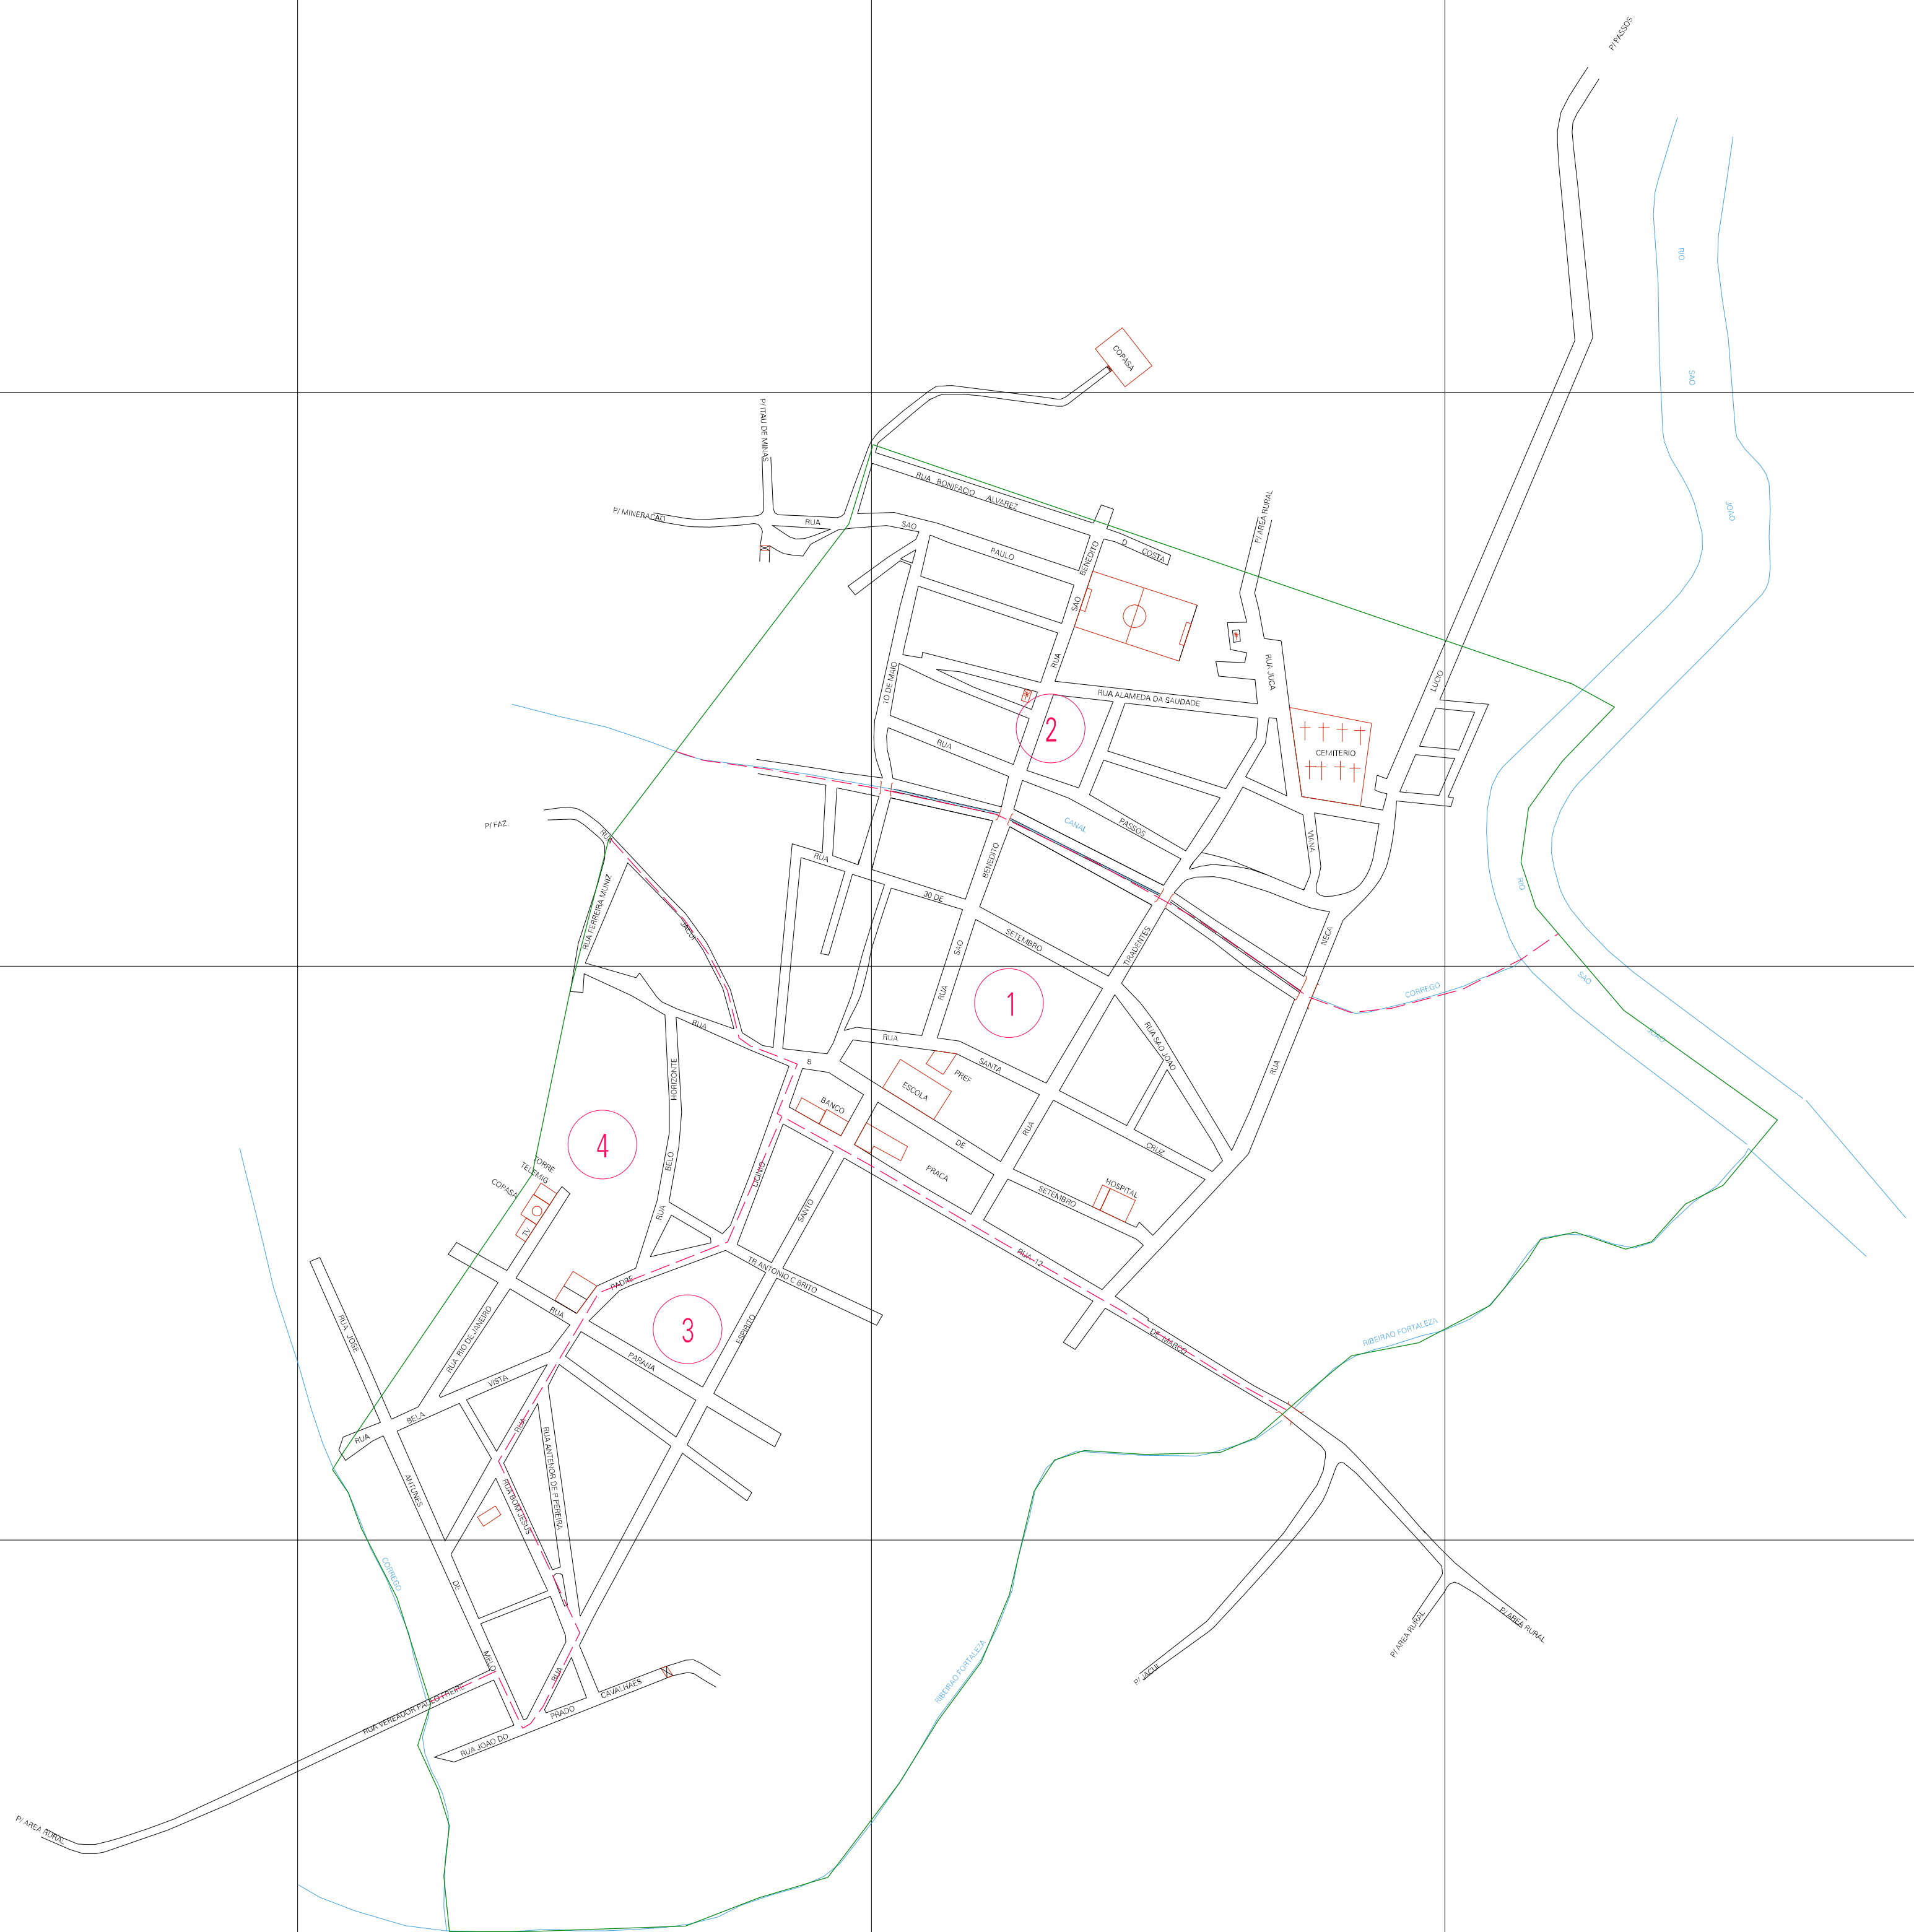 P/ PASSOS
RIO
SAO
JOAO
COPASA
P/ ITAU DE MINAS
P/ MINERACAO
RUA
SAO
PAULO
RUA BONIFACIO ALVAREZ
D COSTA
P/ AREA RURAL
RUA SAO BENEDITO
1O DE MAIO
RUA JUCA
VIANA
RUA ALAMEDA DA SAUDADE
LUCIO
CEMITERIO
2
RUA
PASSOS
CANAL
P/ FAZ.
RUA
JACUI
RUA FERREIRA MUNIZ
RUA
30 DE
SETEMBRO
BENEDITO
SAO
RUA
TIRADENTES
NECA
RUA
RIO
SAO
JOAO
CORREGO
1
RUA
RUA SAO JOAO
RUA
SANTA
CRUZ
8
DE
SETEMBRO
PREF
ESCOLA
BANCO
PRACA
RUA
HOSPITAL
HORIZONTE
BELO
RUA
4
TORRE
TELEMIG
COPASA
TV
LICINIO
PADRE
RUA
SANTO
ESPIRITO
TR ANTONIO C BRITO
RUA 12
DE MARCO
3
RUA
PARANA
RUA RIO DE JANEIRO
RUA JOSE
ANTUNES
DE
MELO
RUA
BELA
VISTA
RUA ANTENOR DE P PEREIRA
RUA BOM JESUS
RIBEIRAO FORTALEZA
CORREGO
RIBEIRAO FORTALEZA
P/ JACUI
P/ AREA RURAL
P/ AREA RURAL
RUA
RUA JOAO DO
PRADO
CAVALHAES
RUA VEREADOR PAULO FREIRE
P/ AREA RURAL